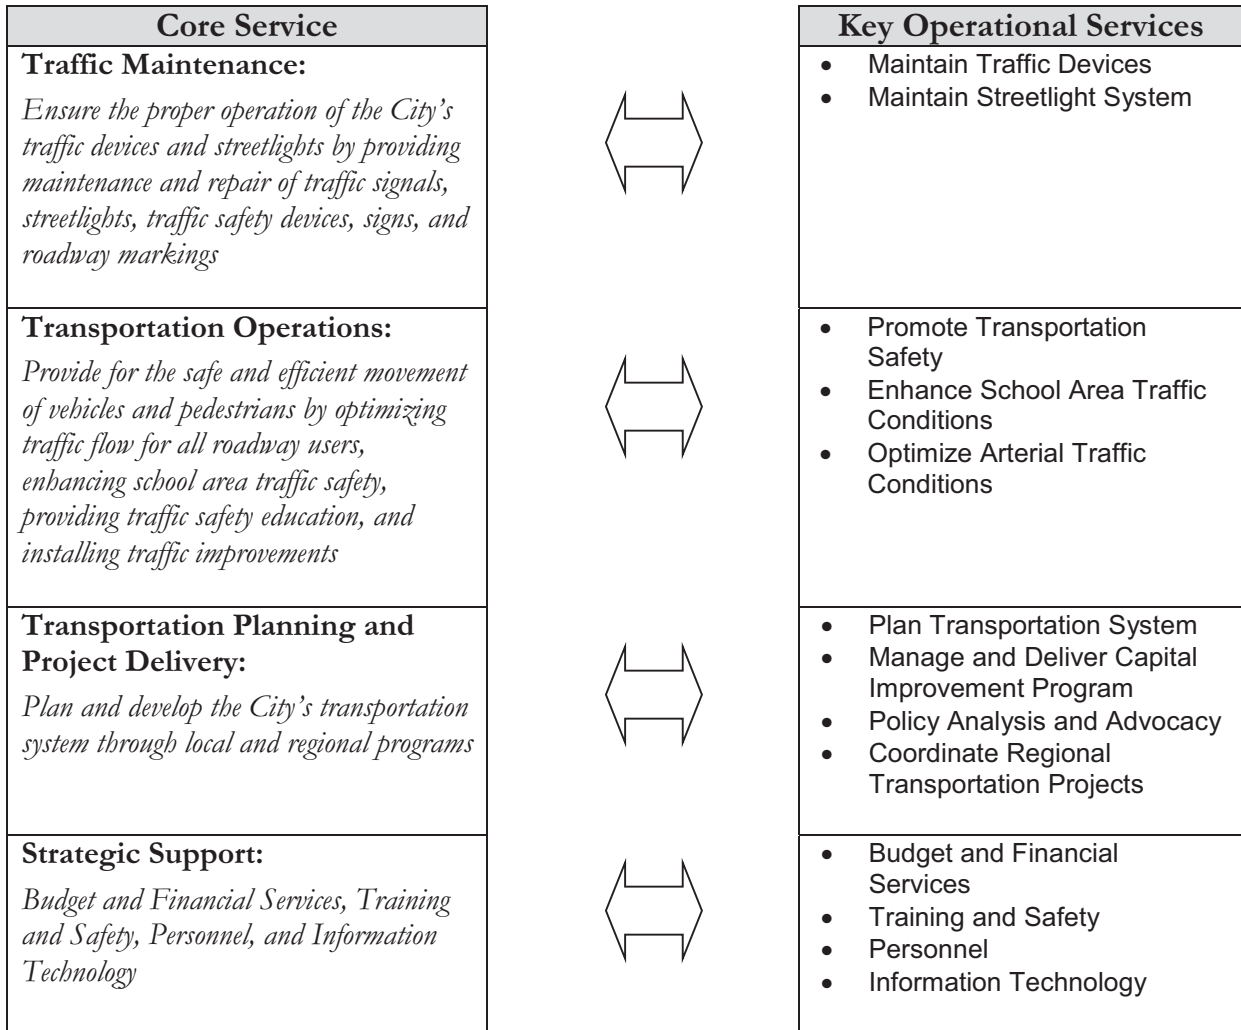 Core Service
Traffic Maintenance:
Ensure the proper operation of the City's
traffic devices and streetlights by providing
maintenance and repair of traffic signals,
streetlights, traffic safety devices, signs, and
roadway markings
Transportation Operations:
Provide for the safe and efficient movement
of vehicles and pedestrians by optimizing
traffic flow for all roadway users,
enhancing school area traffic safety,
providing traffic safety education, and
installing traffic improvements
Transportation Planning and
Project Delivery:
Plan and develop the City's transportation
system through local and regional programs
Strategic Support:
Budget and Financial Services, Training
and Safety, Personnel, and Information
Technology
Key Operational Services
• Maintain Traffic Devices
• Maintain Streetlight System
• Promote Transportation
Safety
• Enhance School Area Traffic
Conditions
• Optimize Arterial Traffic
Conditions
• Plan Transportation System
• Manage and Deliver Capital
Improvement Program
• Policy Analysis and Advocacy
• Coordinate Regional
Transportation Projects
• Budget and Financial
Services
• Training and Safety
• Personnel
• Information Technology